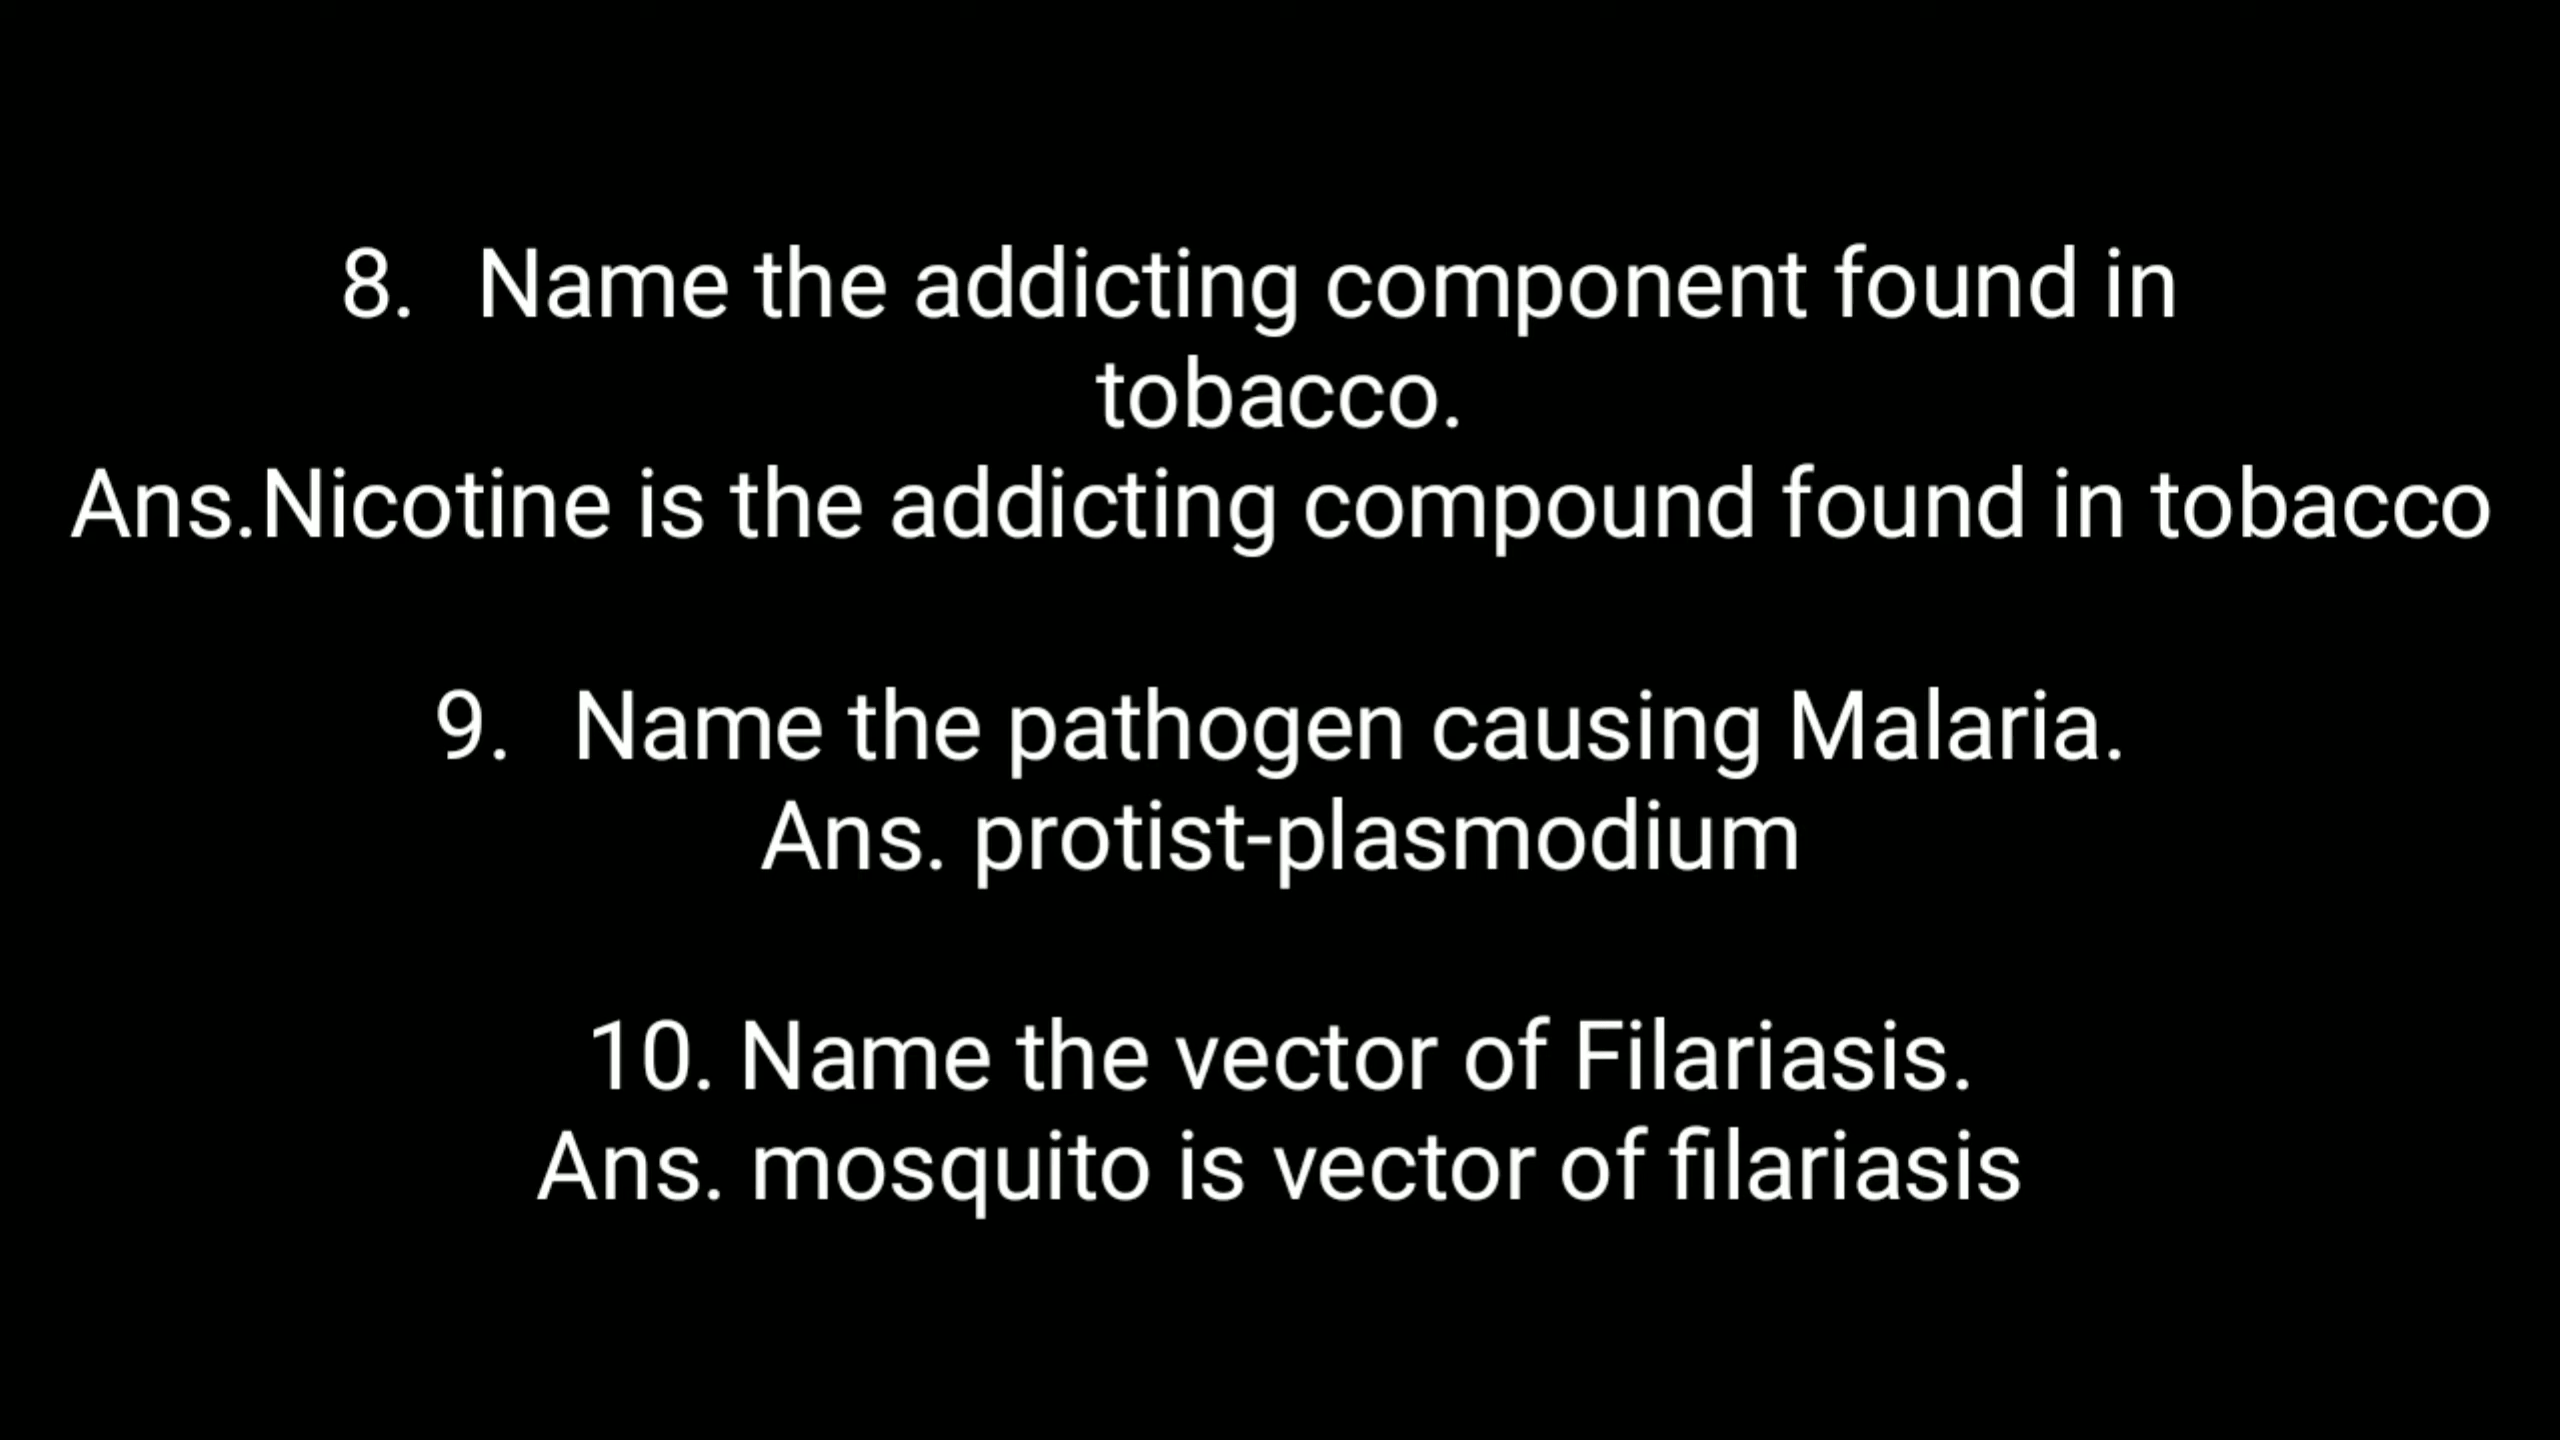 8. Name the addicting component found in
tobacco.
Ans.Nicotine is the addicting compound found in tobacco
9. Name the pathogen causing Malaria.
Ans. protist-plasmodium
10. Name the vector of Filariasis.
Ans. mosquito is vector of filariasis